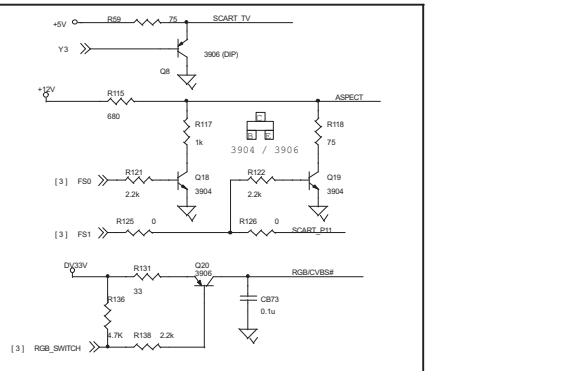 +5V R59 75 SCART_TV
Y3 3906 (DIP)
Q8
+12V R115 ASPECT
680 R117 C R118
1k B E 75
3904 / 3906
[ 3 ] FS0 R121 Q18 R122 Q19
2.2k 3904 2.2k 3904
R125 0 R126 0
[ 3 ] FS1 SCART_P11
DV33V R131 Q20 3906 RGB/CVBS#
33 CB73
R136 0.1u
4.7K R138 2.2k
[ 3 ] RGB_SWITCH